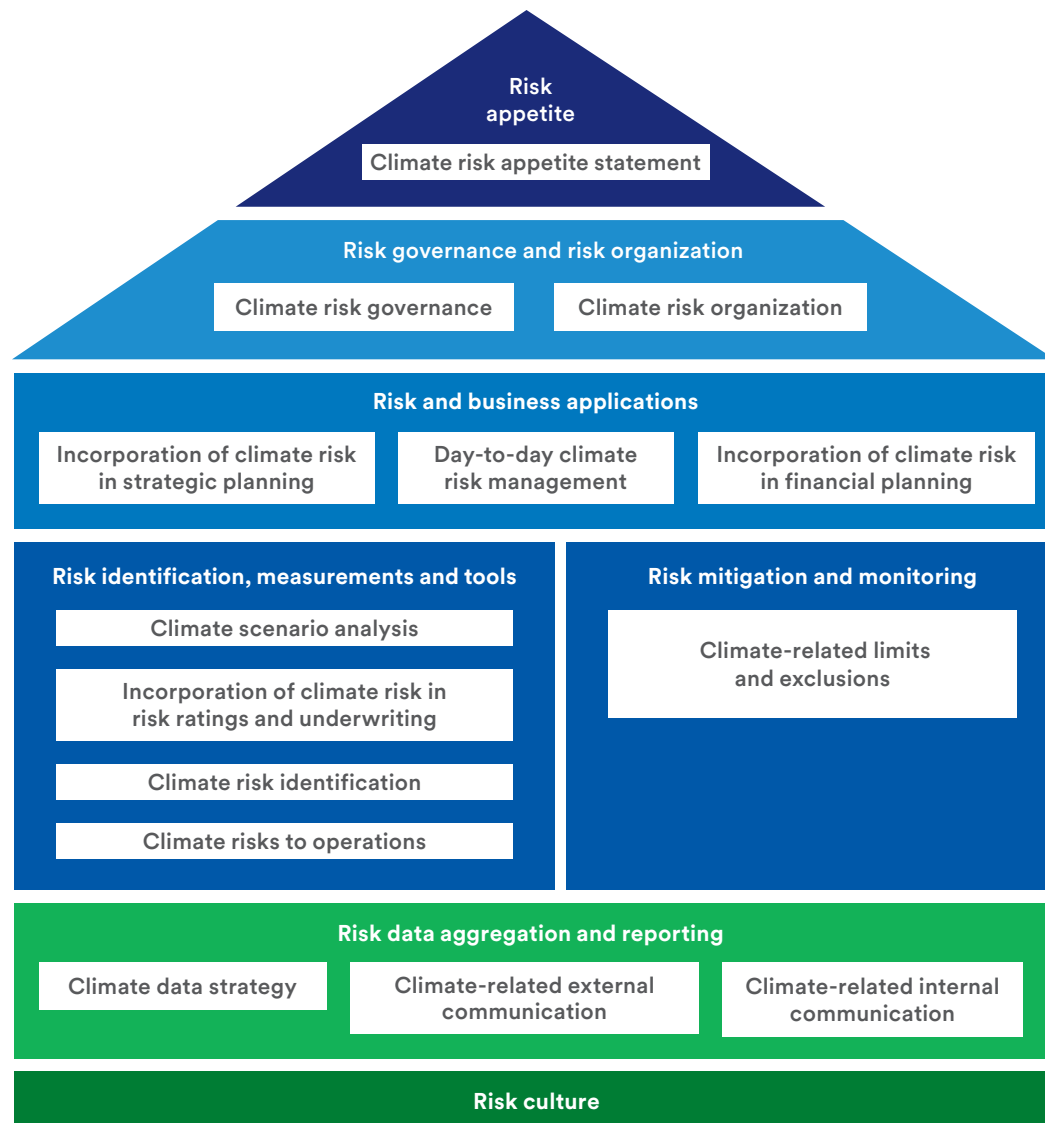 Risk
appetite
Climate risk appetite statement
Risk governance and risk organization
Climate risk governance
Climate risk organization
Risk and business applications
Incorporation of climate risk
in strategic planning
Day-to-day climate
risk management
Incorporation of climate risk
in financial planning
Risk identification, measurements and tools
Climate scenario analysis
Incorporation of climate risk in
risk ratings and underwriting
Climate risk identification
Climate risks to operations
Risk mitigation and monitoring
Climate-related limits
and exclusions
Risk data aggregation and reporting
Climate data strategy
Climate-related external
communication
Climate-related internal
communication
Risk culture